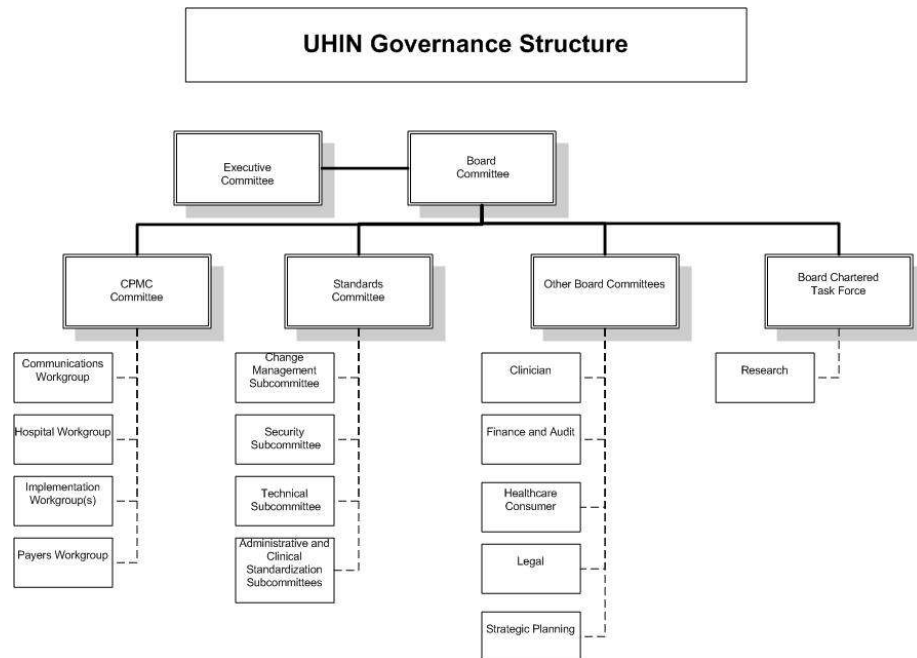 UHIN Governance Structure
Executive
Committee
Board
Committee
CPMC
Committee
Standards
Committee
Other Board Committees
Board Chartered
Task Force
Communications
Workgroup
Hospital Workgroup
Implementation
Workgroup(s)
Payers Workgroup
Change
Management
Subcommittee
Security
Subcommittee
Technical
Subcommittee
Administrative and
Clinical
Standardization
Subcommittees
Clinician
Finance and Audit
Healthcare
Consumer
Legal
Strategic Planning
Research